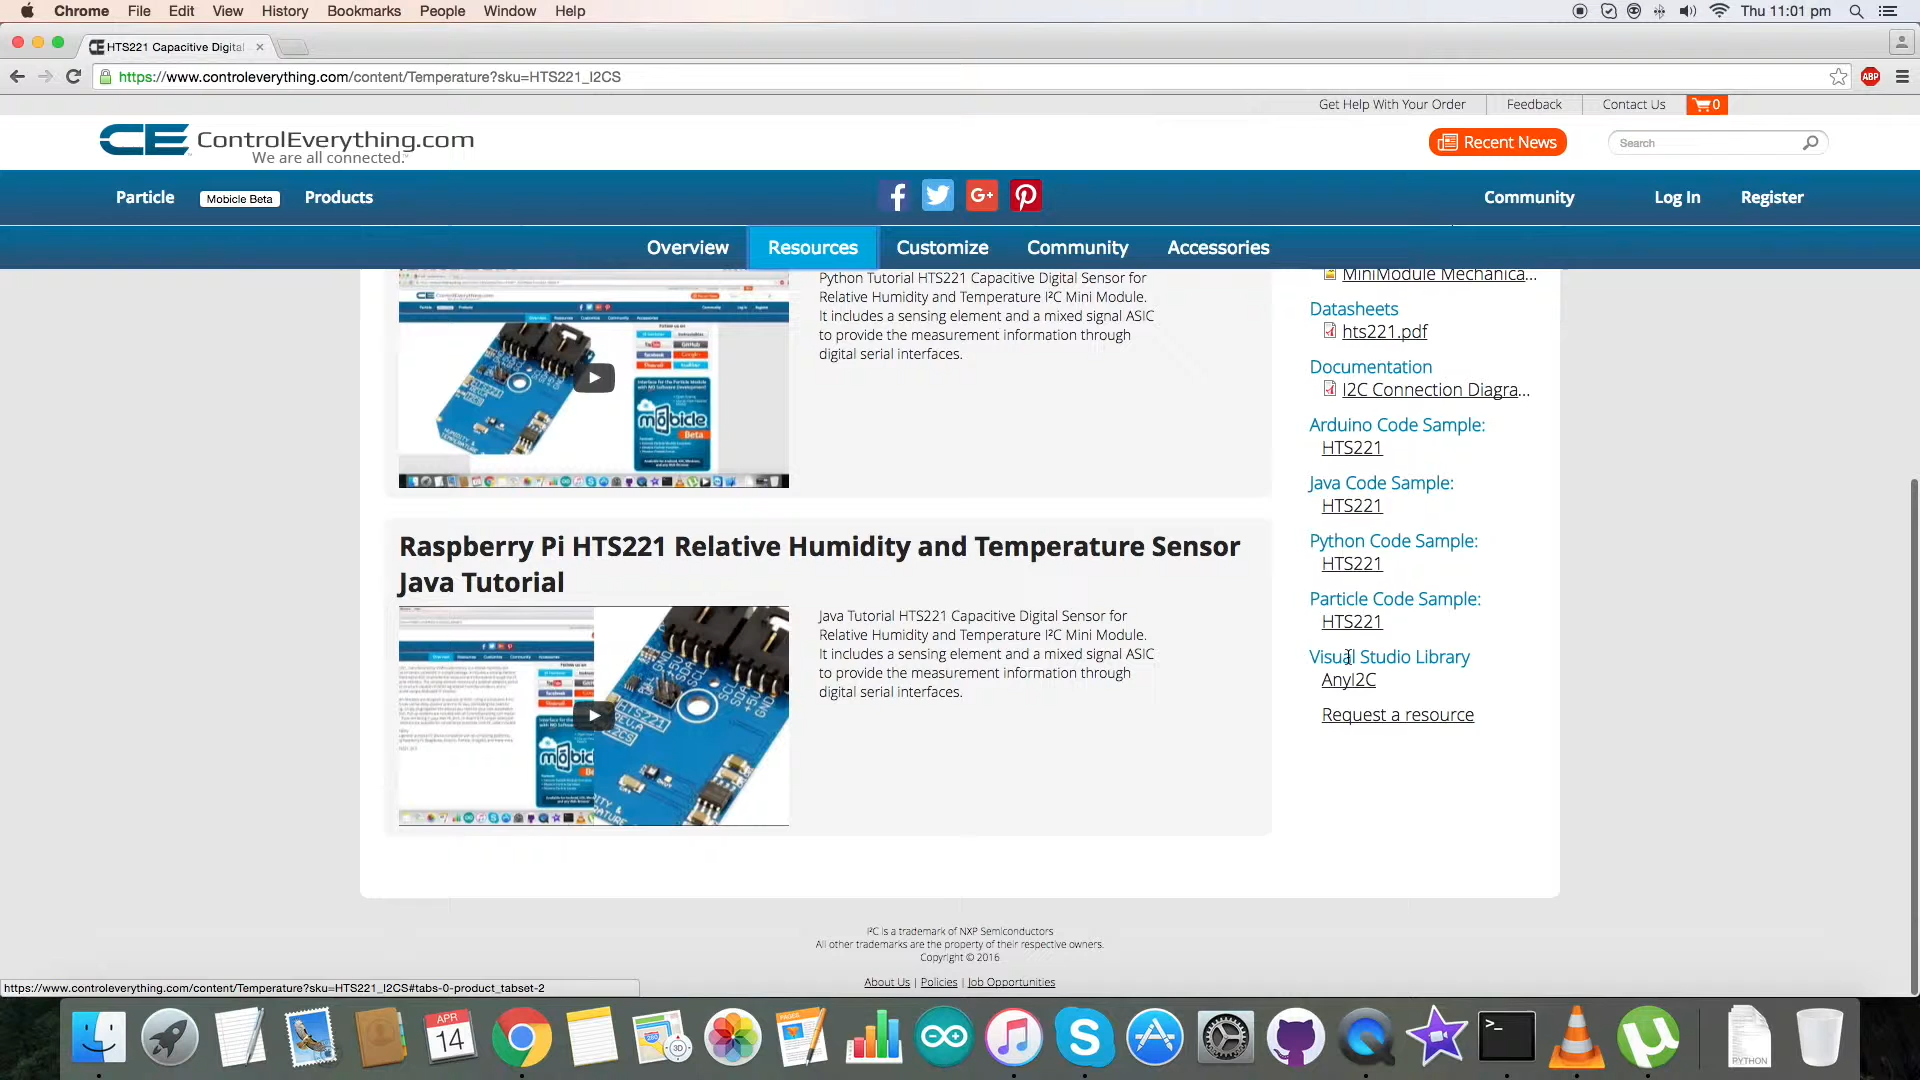 Chrome File Edit View History Bookmarks People Window Help
Thu 11:01 pm
HTS221 Capacitive Digital
https://www.controleverything.com/content/Temperature?sku=HTS221_I2CS
ABP
Get Help With Your Order Feedback Contact Us 0
CE ControlEverything.com
We are all connected.
Recent News
Search
Particle Mobicle Beta Products
Community Log In Register
Overview Resources Customize Community Accessories
Python Tutorial HTS221 Capacitive Digital Sensor for
Relative Humidity and Temperature I²C Mini Module.
It includes a sensing element and a mixed signal ASIC
to provide the measurement information through
digital serial interfaces.
Raspberry Pi HTS221 Relative Humidity and Temperature Sensor
Java Tutorial
Java Tutorial HTS221 Capacitive Digital Sensor for
Relative Humidity and Temperature I²C Mini Module.
It includes a sensing element and a mixed signal ASIC
to provide the measurement information through
digital serial interfaces.
MiniModule Mechanica...
Datasheets
hts221.pdf
Documentation
I2C Connection Diagra...
Arduino Code Sample:
HTS221
Java Code Sample:
HTS221
Python Code Sample:
HTS221
Particle Code Sample:
HTS221
Visual Studio Library
AnyI2C
Request a resource
I²C is a trademark of NXP Semiconductors
All other trademarks are the property of their respective owners.
Copyright © 2016
About Us | Policies | Job Opportunities
https://www.controleverything.com/content/Temperature?sku=HTS221_I2CS#tabs-0-product_tabset-2
APR
14
PAGES
3D
PYTHON